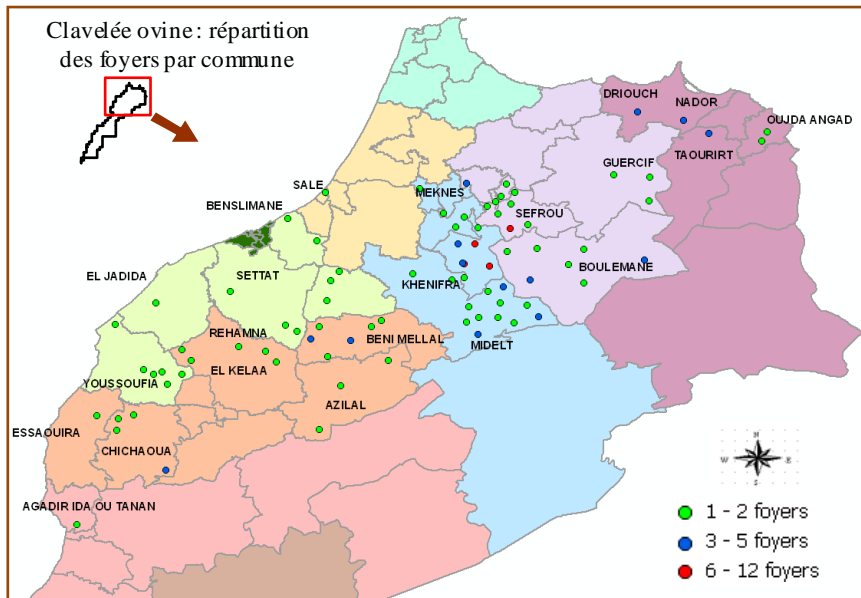 Clavelée ovine : répartition
des foyers par commune
DRIOUCH
NADOR
OUJDA ANGAD
TAOURIRT
GUERCIF
MEKNES
SALE
SEFROU
BENSLIMANE
BOULEMANE
EL JADIDA
SETTAT
KHENIFRA
REHAMNA
BENI MELLAL
MIDELT
EL KELAA
YOUSSOUFIA
AZILAL
ESSAOUIRA
CHICHAOUA
AGADIR IDA OU TANAN
N
W E
S
1 - 2 foyers
3 - 5 foyers
6 - 12 foyers